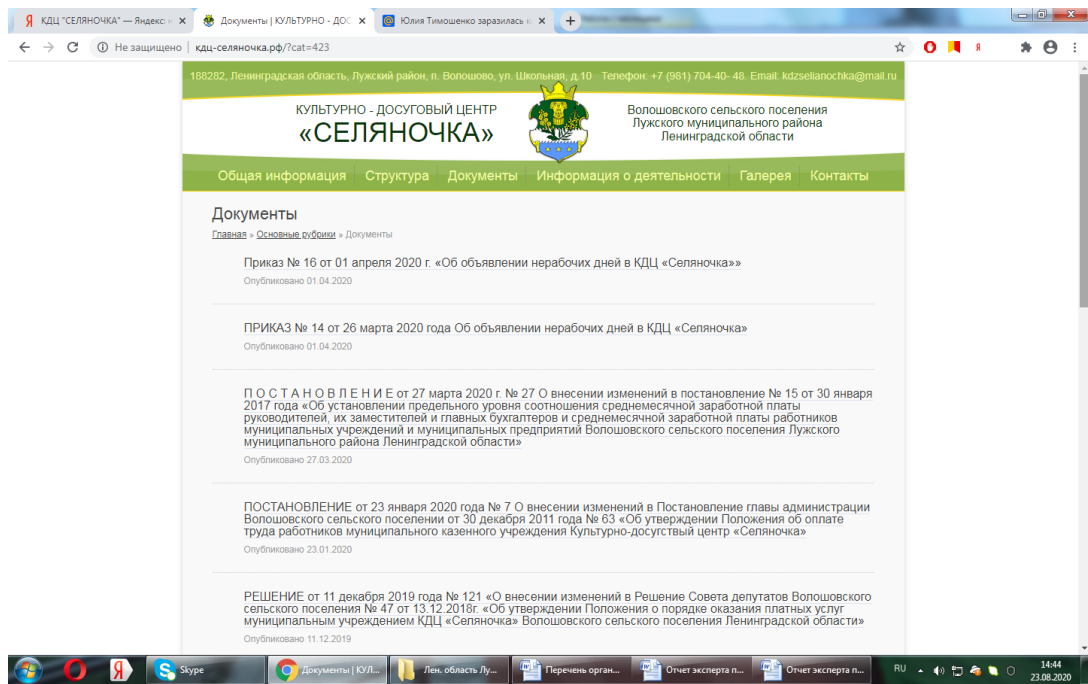 КДЦ "СЕЛЯНОЧКА" — Яндекс:
Документы | КУЛЬТУРНО - ДОС
Юлия Тимошенко заразилась к
Не защищено | кдц-селяночка.рф/?cat=423
188282, Ленинградская область, Лужский район, п. Волошово, ул. Школьная, д.10 Телефон: +7 (981) 704-40- 48. Email: kdzselianochka@mail.ru
КУЛЬТУРНО - ДОСУГОВЫЙ ЦЕНТР
«СЕЛЯНОЧКА»
Волошовского сельского поселения
Лужского муниципального района
Ленинградской области
Общая информация Структура Документы Информация о деятельности Галерея Контакты
Документы
Главная » Основные рубрики » Документы
Приказ № 16 от 01 апреля 2020 г. «Об объявлении нерабочих дней в КДЦ «Селяночка»»
Опубликовано 01.04.2020
ПРИКАЗ № 14 от 26 марта 2020 года Об объявлении нерабочих дней в КДЦ «Селяночка»
Опубликовано 01.04.2020
П О С Т А Н О В Л Е Н И Е от 27 марта 2020 г. № 27 О внесении изменений в постановление № 15 от 30 января
2017 года «Об установлении предельного уровня соотношения среднемесячной заработной платы
руководителей, их заместителей и главных бухгалтеров и среднемесячной заработной платы работников
муниципальных учреждений и муниципальных предприятий Волошовского сельского поселения Лужского
муниципального района Ленинградской области»
Опубликовано 27.03.2020
ПОСТАНОВЛЕНИЕ от 23 января 2020 года № 7 О внесении изменений в Постановление главы администрации
Волошовского сельского поселении от 30 декабря 2011 года № 63 «Об утверждении Положения об оплате
труда работников муниципального казенного учреждения Культурно-досугствый центр «Селяночка»
Опубликовано 23.01.2020
РЕШЕНИЕ от 11 декабря 2019 года № 121 «О внесении изменений в Решение Совета депутатов Волошовского
сельского поселения № 47 от 13.12.2018г. «Об утверждении Положения о порядке оказания платных услуг
муниципальным учреждением КДЦ «Селяночка» Волошовского сельского поселения Ленинградской области»
Опубликовано 11.12.2019
Skype
Документы | КУЛ...
Лен. область Лу...
Перечень орган...
Отчет эксперта п...
Отчет эксперта п...
RU
14:44
23.08.2020